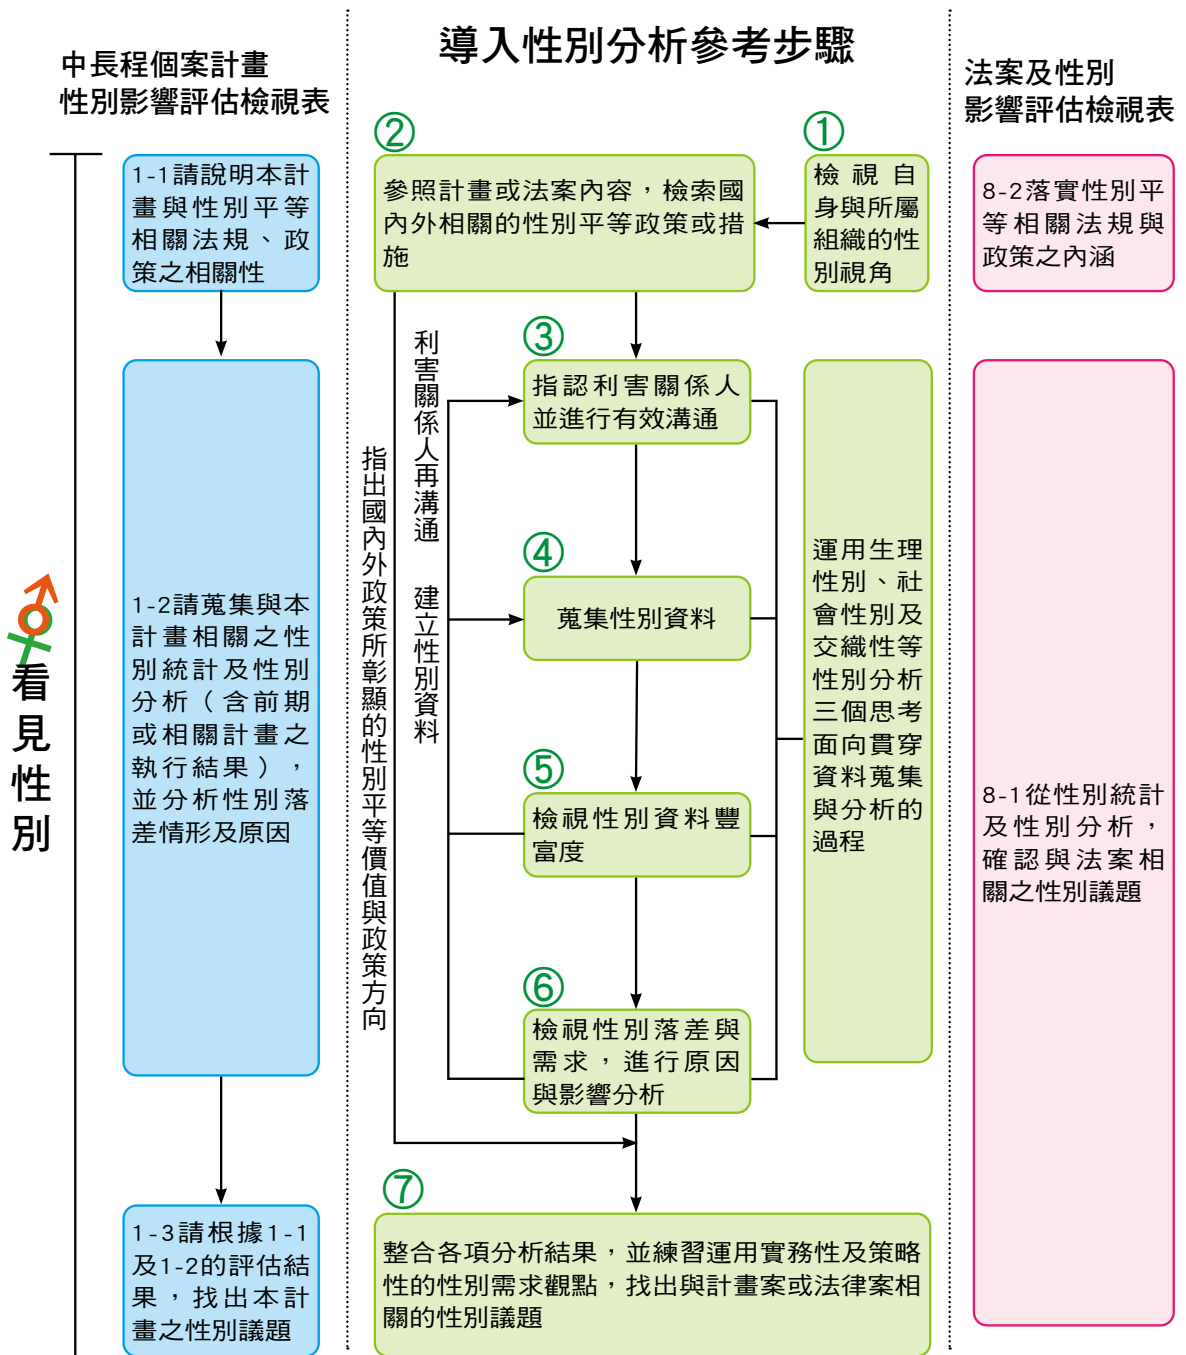 導入性別分析參考步驟
中長程個案計畫
性別影響評估檢視表
法案及性別
影響評估檢視表
看見性別
1-1請說明本計
畫與性別平等
相關法規、政
策之相關性
1-2請蒐集與本
計畫相關之性
別統計及性別
分析（含前期
或相關計畫之
執行結果），
並分析性別落
差情形及原因
1-3請根據1-1
及1-2的評估結
果，找出本計
畫之性別議題
①
檢視自
身與所屬
組織的性
別視角
②
參照計畫或法案內容，檢索國
內外相關的性別平等政策或措
施
③
指認利害關係人
並進行有效溝通
④
蒐集性別資料
⑤
檢視性別資料豐
富度
⑥
檢視性別落差與
需求，進行原因
與影響分析
利害關係人再溝通
建立性別資料
指出國內外政策所彰顯的性別平等價值與政策方向
運用生理
性別、社
會性別及
交織性等
性別分析
三個思考
面向貫穿
資料蒐集
與分析的
過程
⑦
整合各項分析結果，並練習運用實務性及策略
性的性別需求觀點，找出與計畫案或法律案相
關的性別議題
8-2落實性別平
等相關法規與
政策之內涵
8-1從性別統計
及性別分析，
確認與法案相
關之性別議題